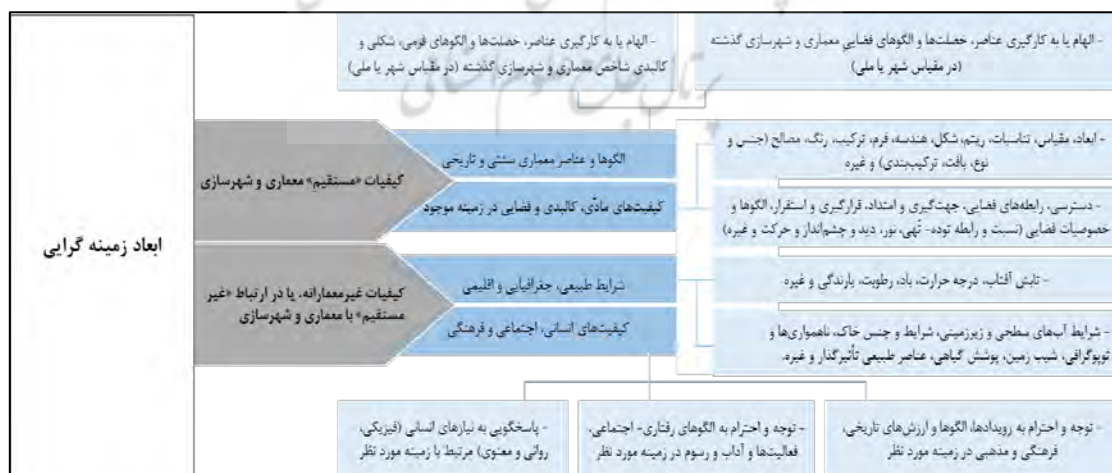 - الهام یا به کارگیری عناصر، خصلت‌ها و الگوهای فضایی معماری و شهرسازی گذشته
(در مقیاس شهر یا ملی)
- الهام یا به کارگیری عناصر، خصلت‌ها و الگوهای فرمی، شکلی و
کالبدی شاخص معماری و شهرسازی گذشته (در مقیاس شهر یا ملی)
پرتال جامع علوم انسانی
ابعاد زمینه گرایی
کیفیات «مستقیم» معماری و شهرسازی
الگوها و عناصر معماری سنتی و تاریخی
کیفیت‌های مادّی، کالبدی و فضایی در زمینه موجود
- ابعاد، مقیاس، تناسبات، ریتم، شکل، هندسه، فرم، ترکیب، رنگ، مصالح (جنس و
نوع، بافت، ترکیب‌بندی) و غیره
- دسترسی، رابطه‌های فضایی، جهت‌گیری و امتداد، قرارگیری و استقرار، الگوها و
خصوصیات فضایی (نسبت و رابطه توده- تُهی، نور، دید و چشم‌انداز و حرکت و غیره)
کیفیات غیرمعمارانه، یا در ارتباط «غیر
مستقیم» با معماری و شهرسازی
شرایط طبیعی، جغرافیایی و اقلیمی
کیفیت‌های انسانی، اجتماعی و فرهنگی
- تابش آفتاب، درجه حرارت، باد، رطوبت، بارندگی و غیره
- شرایط آب‌های سطحی و زیرزمینی، شرایط و جنس خاک، ناهمواری‌ها و
توپوگرافی، شیب زمین، پوشش گیاهی، عناصر طبیعی تأثیرگذار و غیره.
- توجه و احترام به رویدادها، الگوها و ارزش‌های تاریخی،
فرهنگی و مذهبی در زمینه مورد نظر
- توجه و احترام به الگوهای رفتاری- اجتماعی،
فعالیت‌ها و آداب و رسوم در زمینه مورد نظر
- پاسخگویی به نیازهای انسانی (فیزیکی،
روانی و معنوی) مرتبط با زمینه مورد نظر